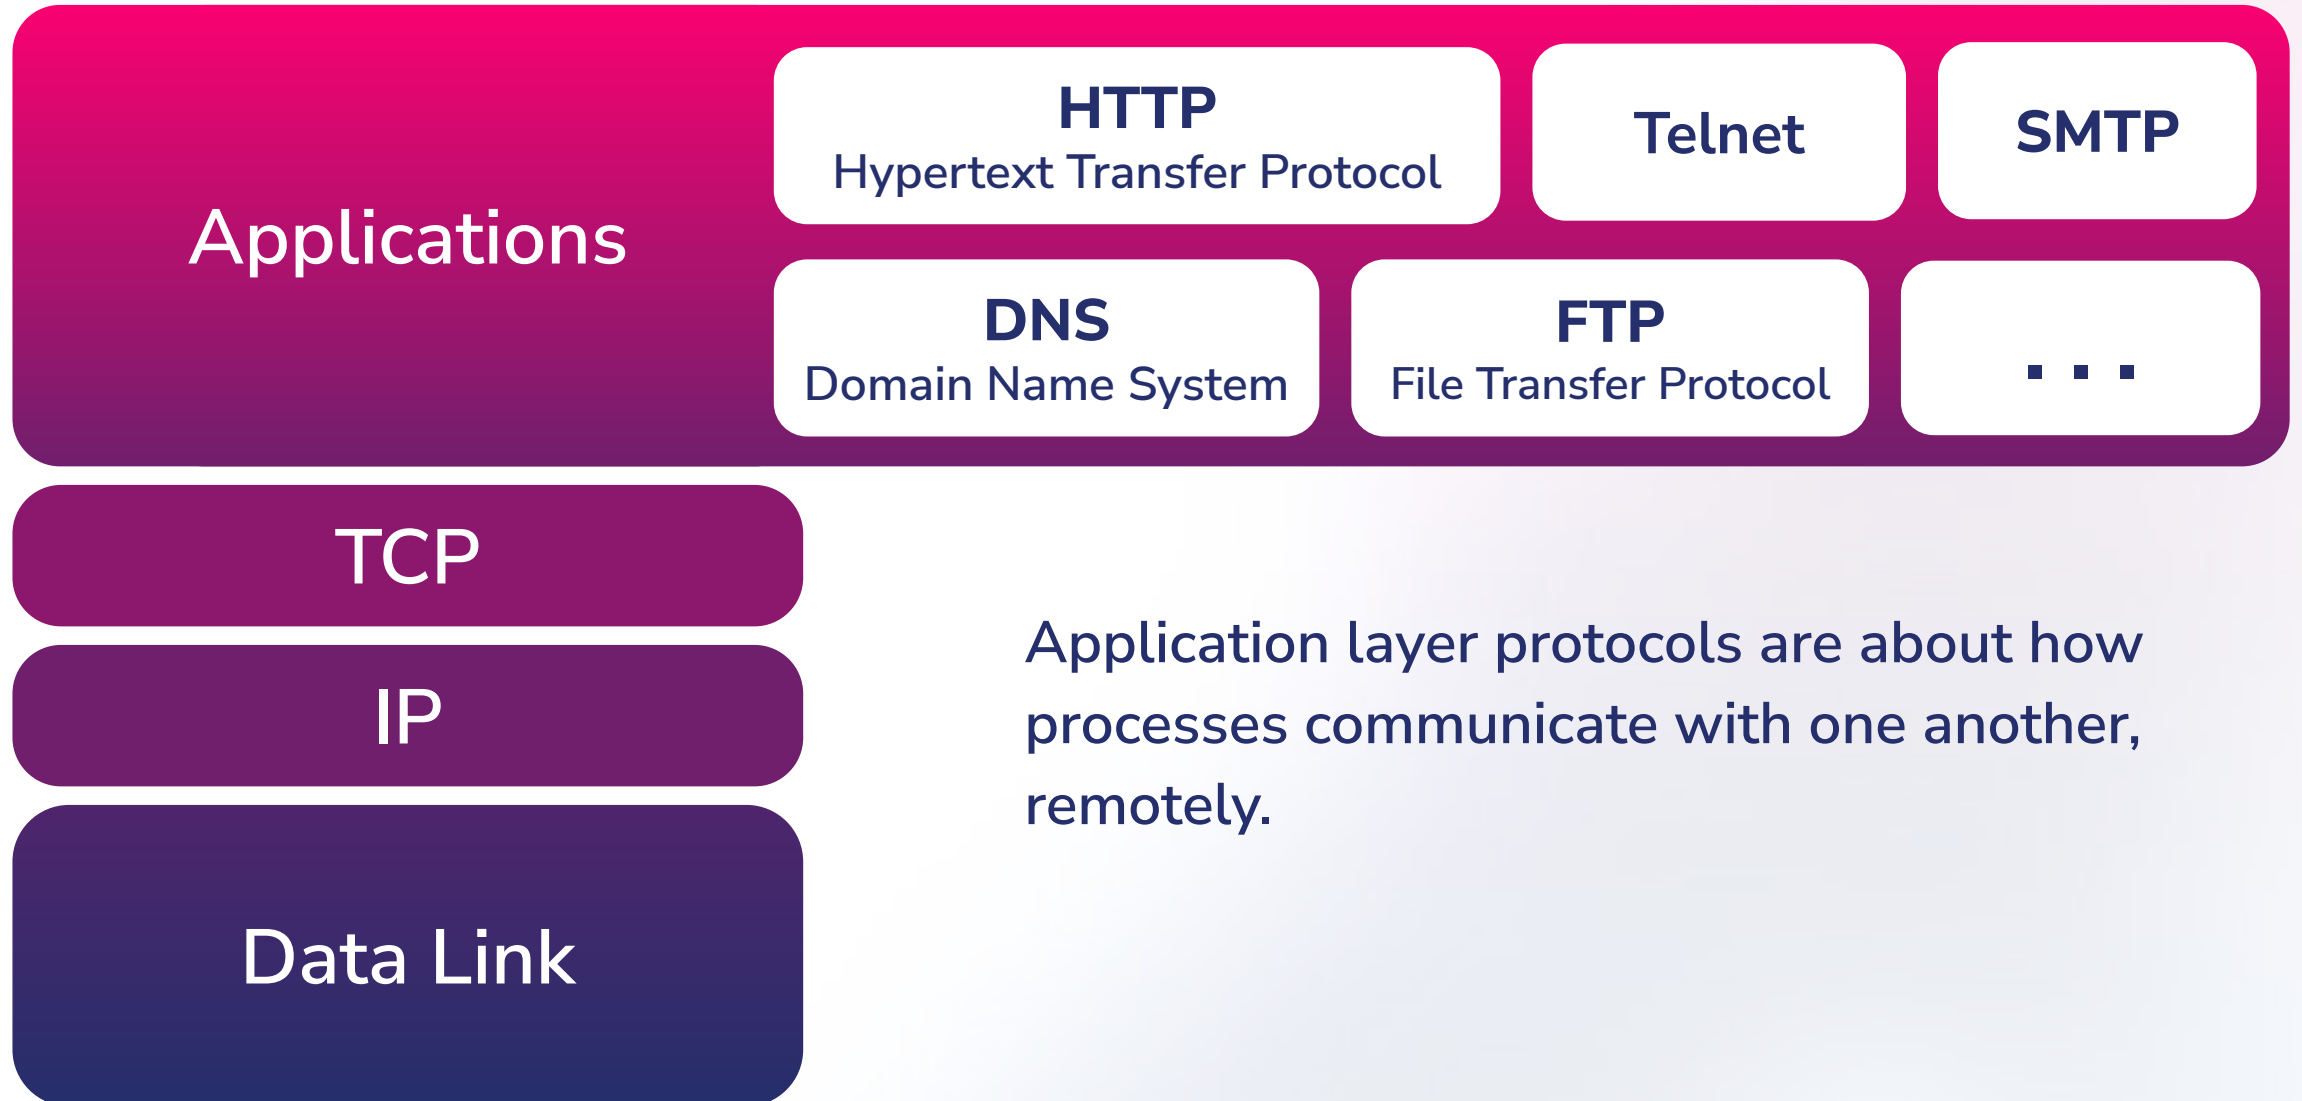 Applications
HTTP
Hypertext Transfer Protocol
Telnet
SMTP
DNS
Domain Name System
FTP
File Transfer Protocol
...
TCP
IP
Data Link
Application layer protocols are about how
processes communicate with one another,
remotely.